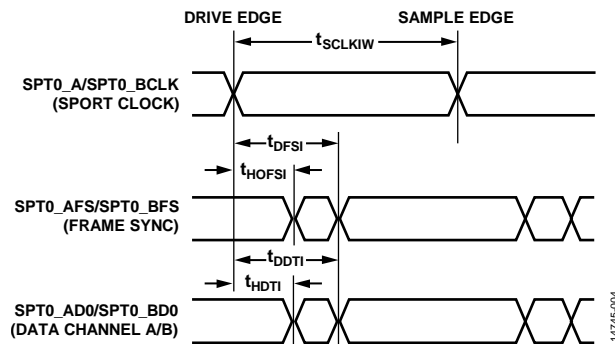 DRIVE EDGE
SAMPLE EDGE
tSCLKIW
SPT0_A/SPT0_BCLK
(SPORT CLOCK)
tDFSI
tHOFSI
SPT0_AFS/SPT0_BFS
(FRAME SYNC)
tDDTI
tHDTI
SPT0_AD0/SPT0_BD0
(DATA CHANNEL A/B)
14745-004